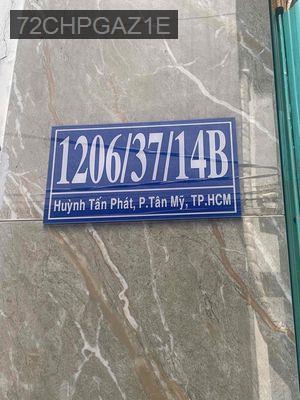 72CHPGAZ1E
1206/37/14B
Huỳnh Tấn Phát, P.Tân Mỹ, TP.HCM